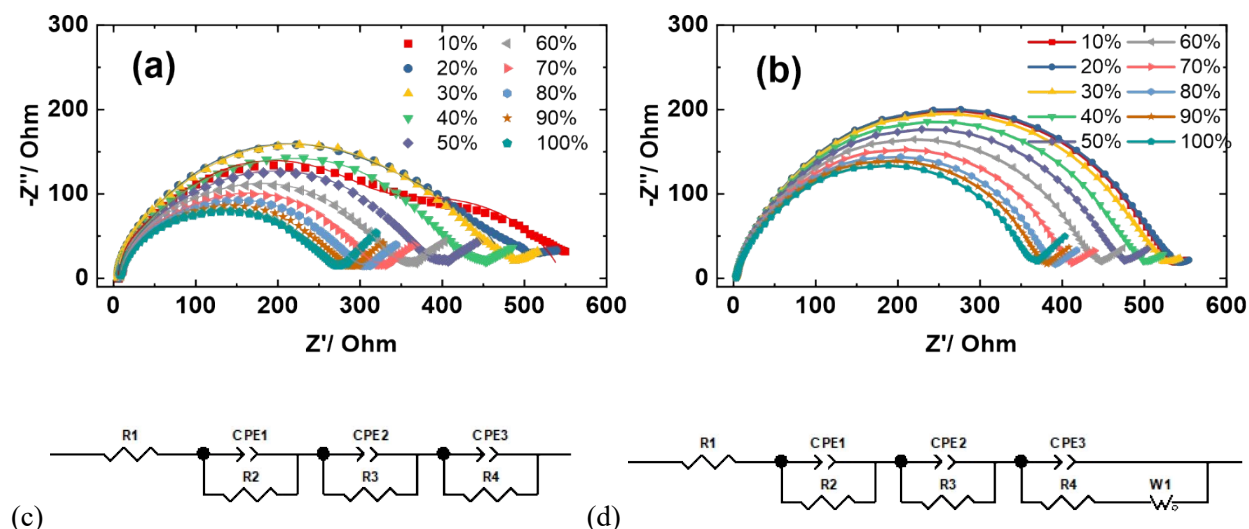 (a)
300
200
100
0
-Z''/ Ohm
0 100 200 300 400 500 600
Z'/ Ohm
10% 60%
20% 70%
30% 80%
40% 90%
50% 100%
(b)
300
200
100
0
-Z''/ Ohm
0 100 200 300 400 500 600
Z'/ Ohm
10% 60%
20% 70%
30% 80%
40% 90%
50% 100%
(c)
R1 CPE1 CPE2 CPE3
R2 R3 R4
(d)
R1 CPE1 CPE2 CPE3
R2 R3 R4 W1